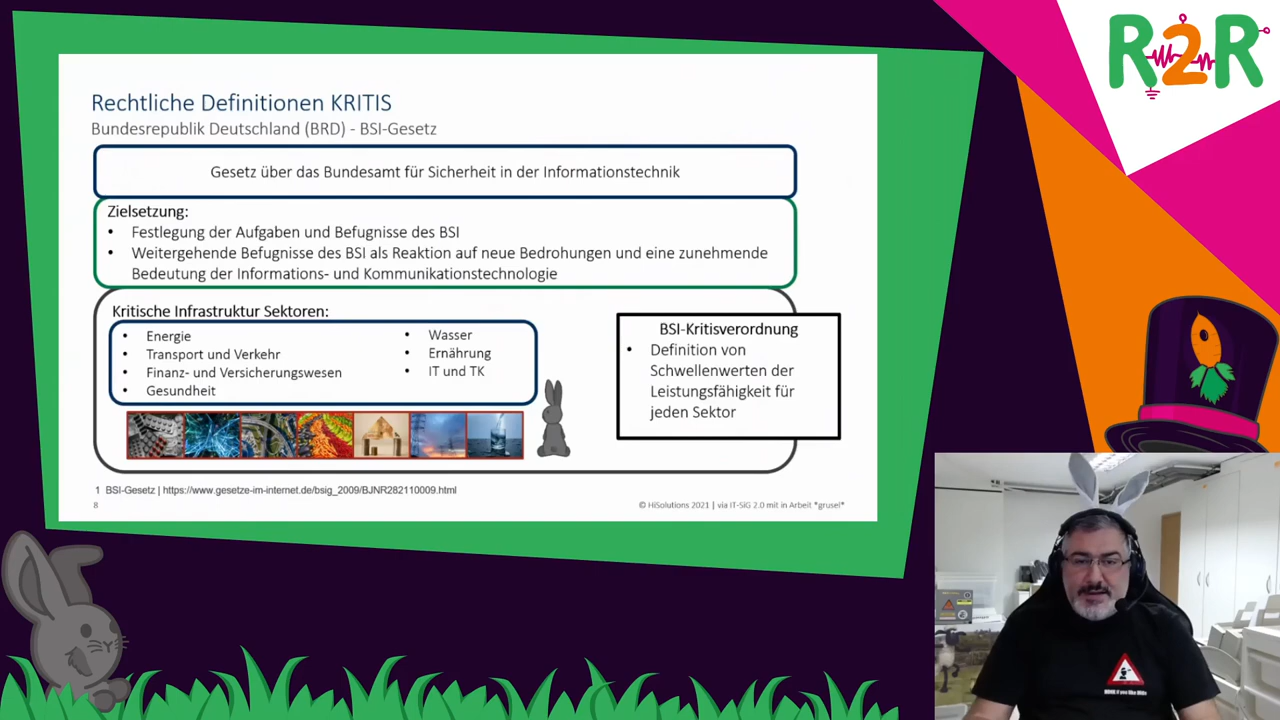 R2R
Rechtliche Definitionen KRITIS
Bundesrepublik Deutschland (BRD) - BSI-Gesetz
Gesetz über das Bundesamt für Sicherheit in der Informationstechnik
Zielsetzung:
• Festlegung der Aufgaben und Befugnisse des BSI
• Weitergehende Befugnisse des BSI als Reaktion auf neue Bedrohungen und eine zunehmende
Bedeutung der Informations- und Kommunikationstechnologie
Kritische Infrastruktur Sektoren:
• Energie
• Transport und Verkehr
• Finanz- und Versicherungswesen
• Gesundheit
• Wasser
• Ernährung
• IT und TK
BSI-Kritisverordnung
• Definition von
Schwellenwerten der
Leistungsfähigkeit für
jeden Sektor
1 BSI-Gesetz | https://www.gesetze-im-internet.de/bsig_2009/BJNR282110009.html
8
© HiSolutions 2021 | via IT-SiG 2.0 mit in Arbeit *grusel*